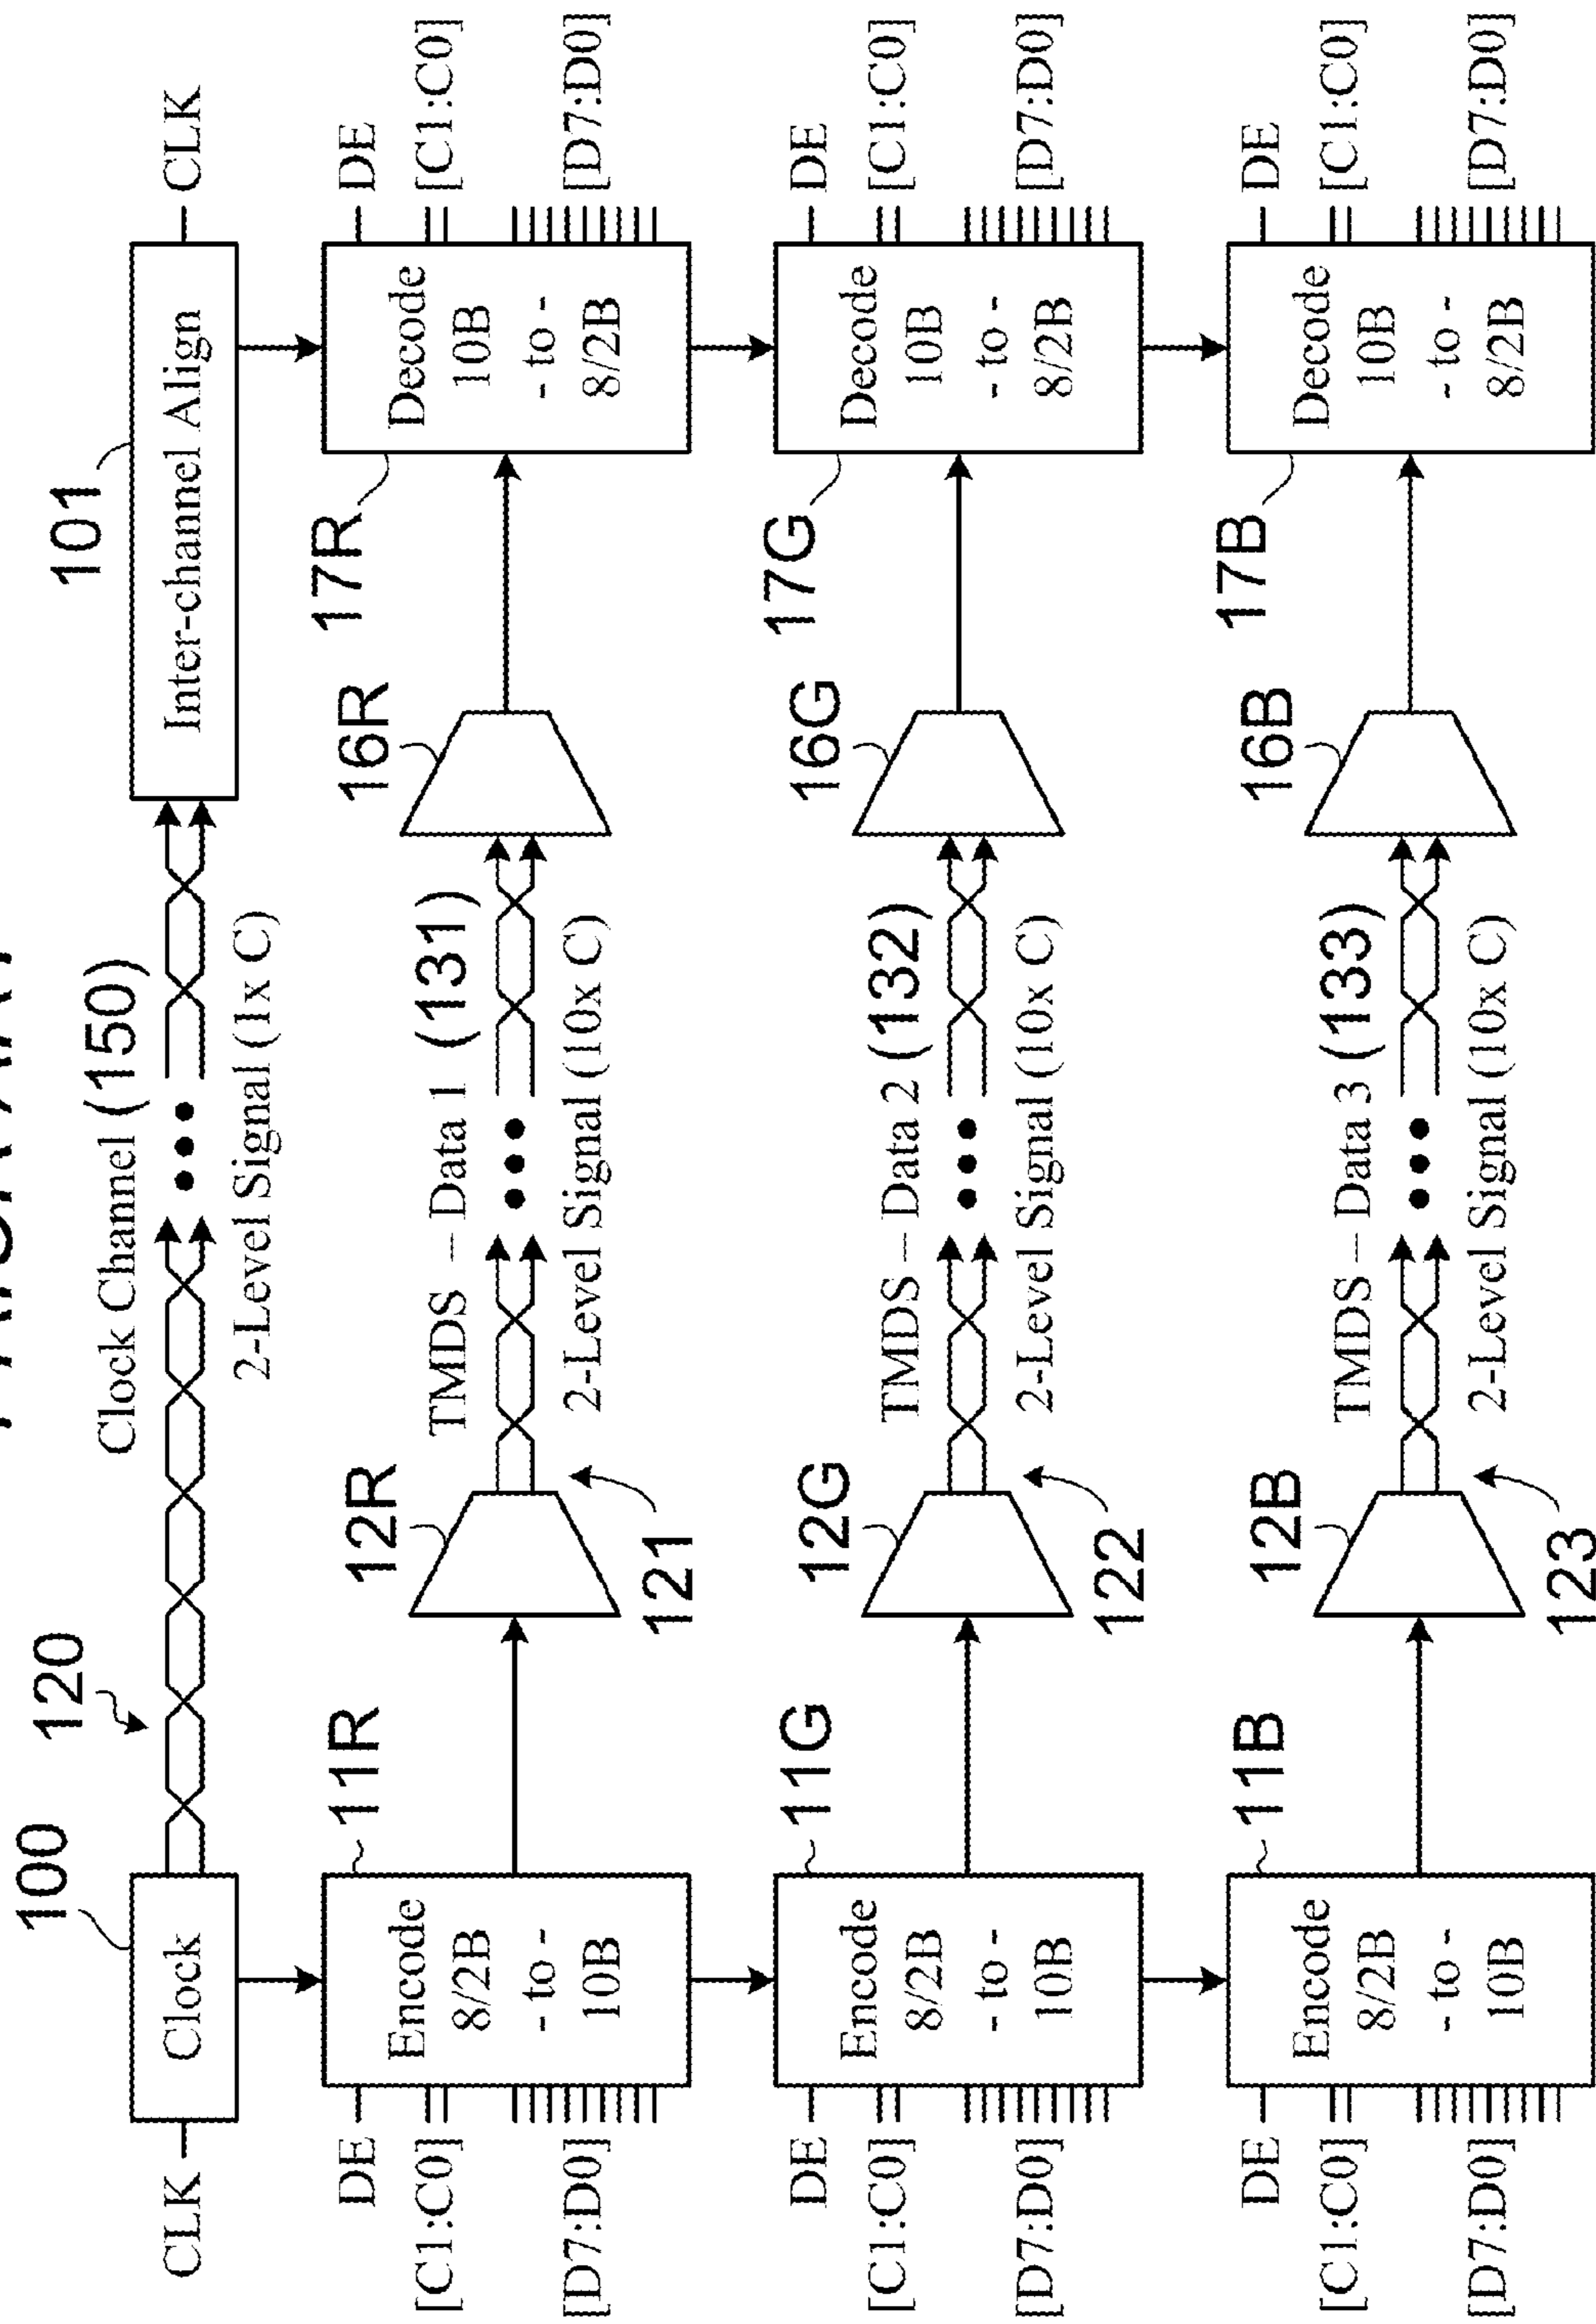 100
120
101
CLK
Clock
Clock Channel (150)
2-Level Signal (1x C)
Inter-channel Align
CLK
DE
[C1:C0]
[D7:D0]
Encode
8/2B
- to -
10B
11R
12R
121
TMDS – Data 1 (131)
2-Level Signal (10x C)
16R
17R
Decode
10B
- to -
8/2B
DE
[C1:C0]
[D7:D0]
DE
[C1:C0]
[D7:D0]
Encode
8/2B
- to -
10B
11G
12G
122
TMDS – Data 2 (132)
2-Level Signal (10x C)
16G
17G
Decode
10B
- to -
8/2B
DE
[C1:C0]
[D7:D0]
DE
[C1:C0]
[D7:D0]
Encode
8/2B
- to -
10B
11B
12B
123
TMDS – Data 3 (133)
2-Level Signal (10x C)
16B
17B
Decode
10B
- to -
8/2B
DE
[C1:C0]
[D7:D0]